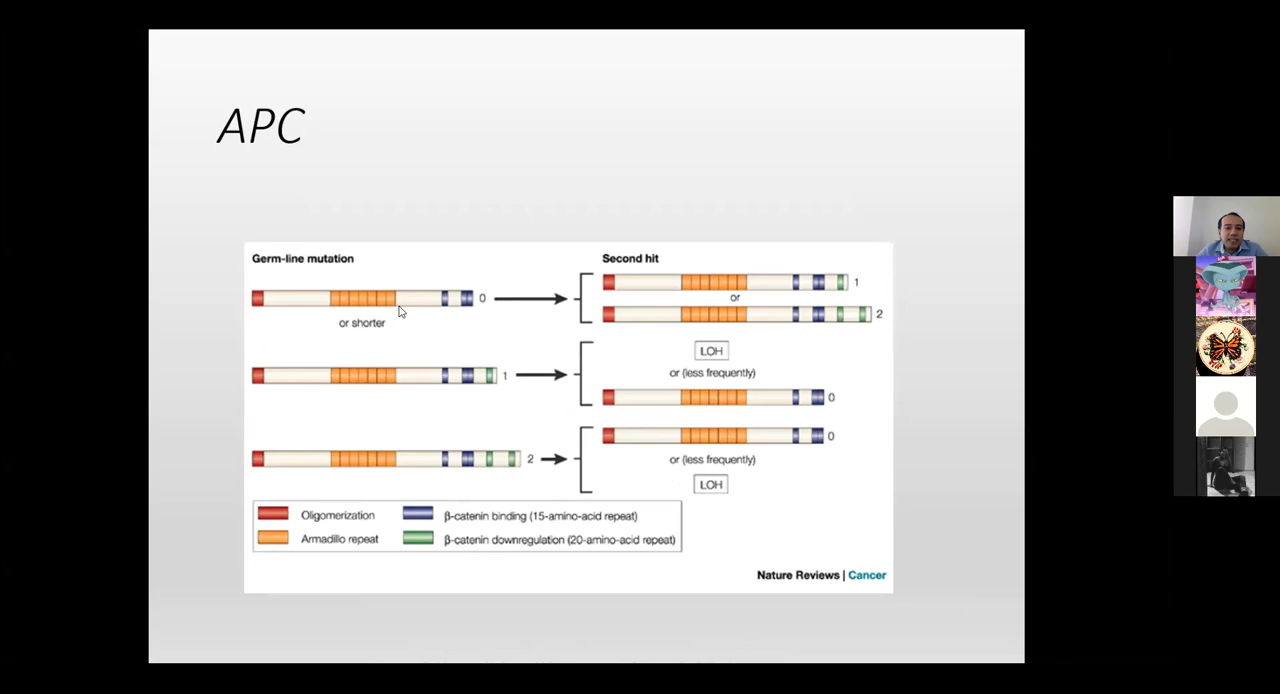 APC
Germ-line mutation
Second hit
0
1
or
2
or shorter
LOH
or (less frequently)
1
0
0
or (less frequently)
2
LOH
Oligomerization
β-catenin binding (15-amino-acid repeat)
Armadillo repeat
β-catenin downregulation (20-amino-acid repeat)
Nature Reviews | Cancer